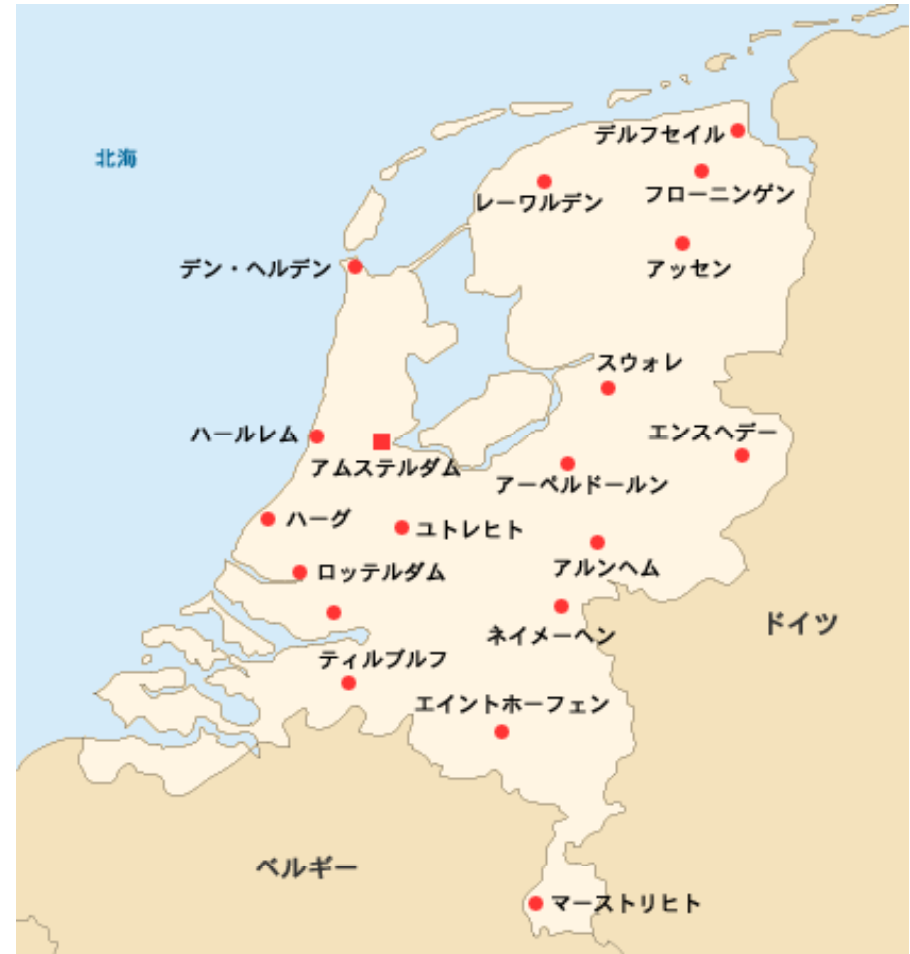 デルフセイル
北海
フローニンゲン
レーワルデン
デン・ヘルデン
アッセン
スウォレ
ハールレム
エンスヘデー
アムステルダム
アーペルドールン
ハーグ
ユトレヒト
アルンヘム
ロッテルダム
ドイツ
ネイメーヘン
ティルブルフ
エイントホーフェン
ベルギー
マーストリヒト